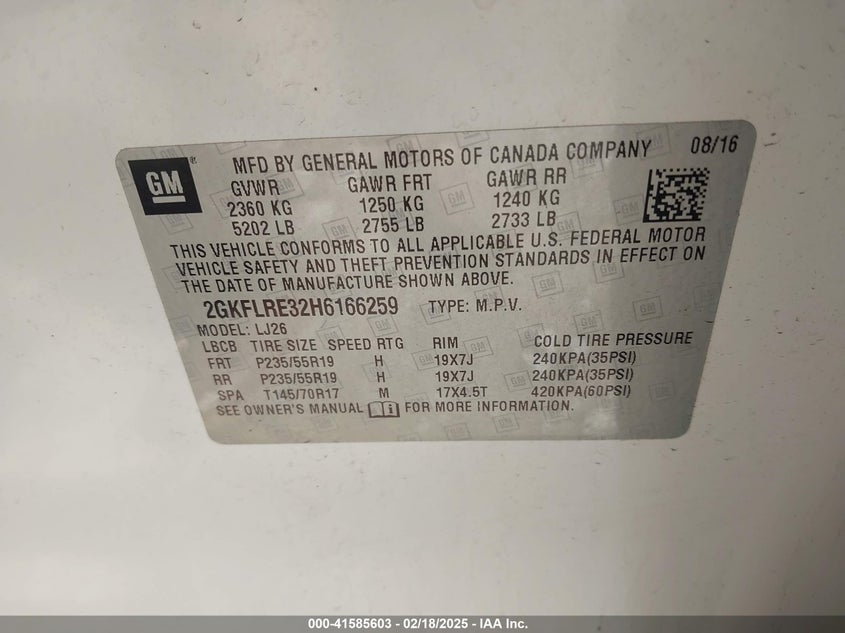 GM
MFD BY GENERAL MOTORS OF CANADA COMPANY 08/16
GVWR GAWR FRT GAWR RR
2360 KG 1250 KG 1240 KG
5202 LB 2755 LB 2733 LB
THIS VEHICLE CONFORMS TO ALL APPLICABLE U.S. FEDERAL MOTOR
VEHICLE SAFETY AND THEFT PREVENTION STANDARDS IN EFFECT ON
THE DATE OF MANUFACTURE SHOWN ABOVE.
2GKFLRE32H6166259 TYPE: M.P.V.
MODEL: LJ26
LBCB TIRE SIZE SPEED RTG RIM COLD TIRE PRESSURE
FRT P235/55R19 H 19X7J 240KPA(35PSI)
RR P235/55R19 H 19X7J 240KPA(35PSI)
SPA T145/70R17 M 17X4.5T 420KPA(60PSI)
SEE OWNER'S MANUAL FOR MORE INFORMATION.
000-41585603 - 02/18/2025 - IAA Inc.